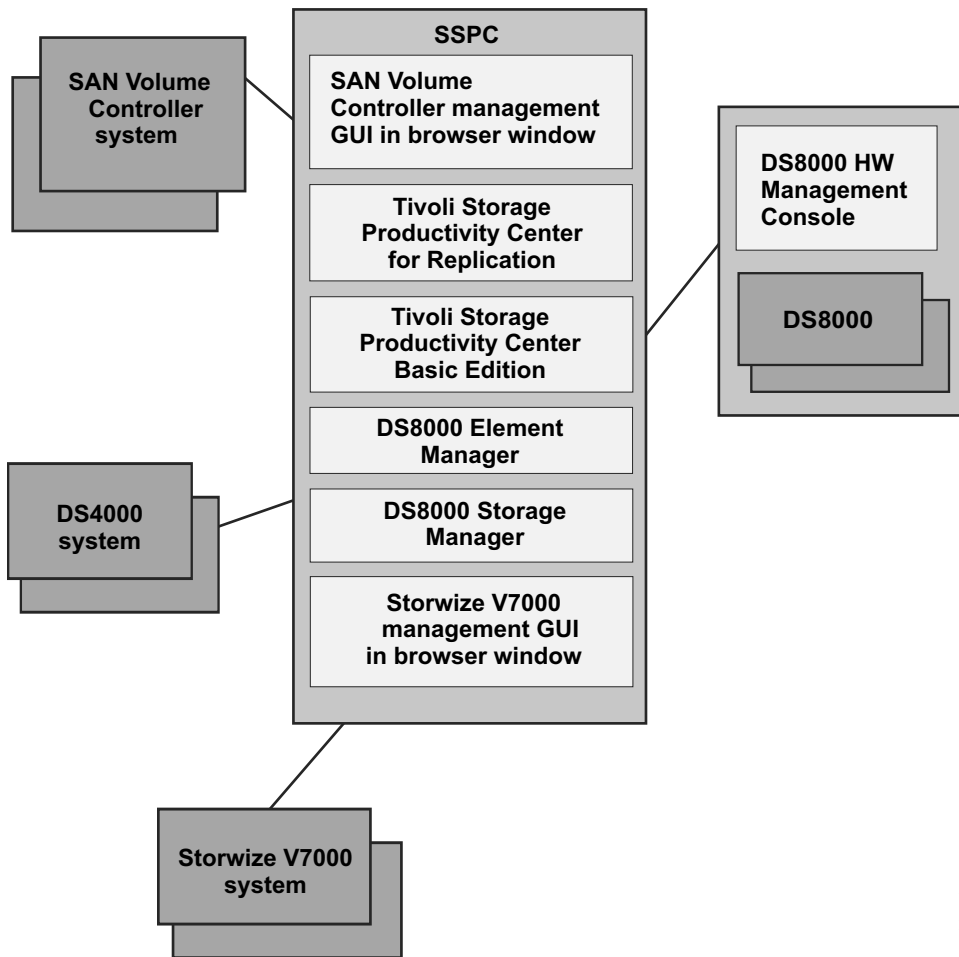 SAN Volume
Controller
system
SSPC
SAN Volume
Controller management
GUI in browser window
Tivoli Storage
Productivity Center
for Replication
Tivoli Storage
Productivity Center
Basic Edition
DS8000 Element
Manager
DS8000 Storage
Manager
Storwize V7000
management GUI
in browser window
DS8000 HW
Management
Console
DS8000
DS4000
system
Storwize V7000
system